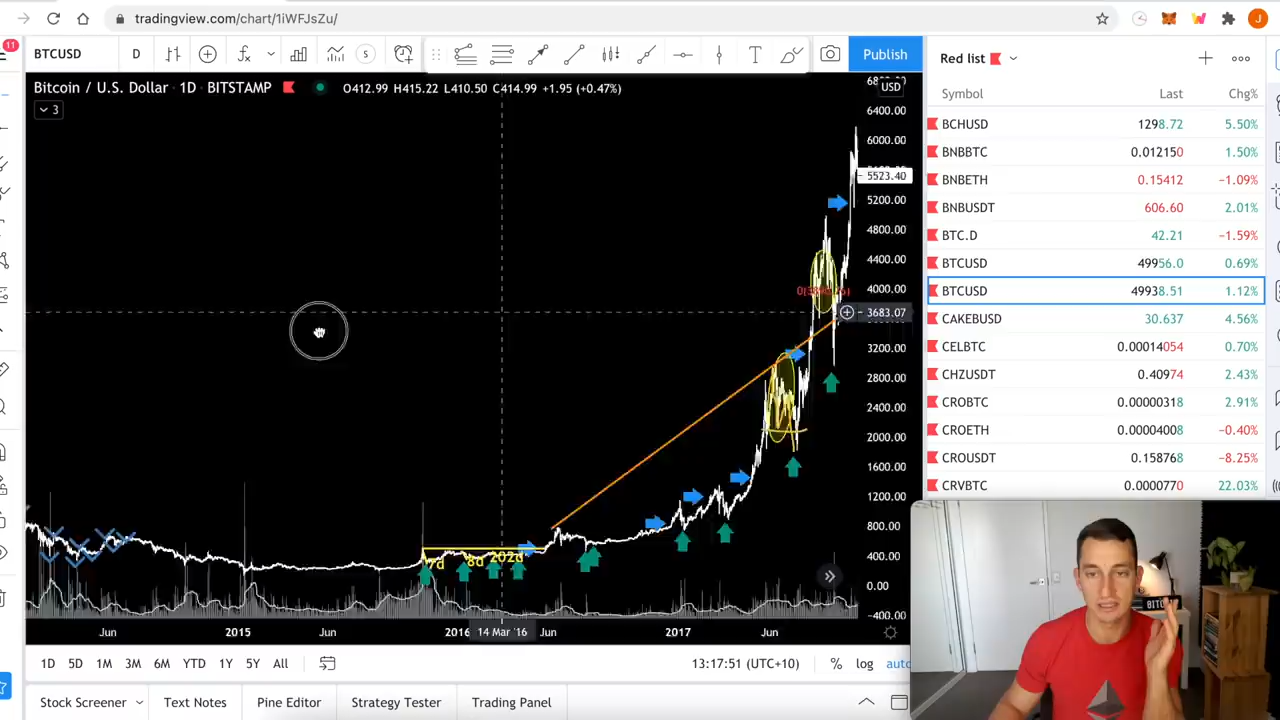 tradingview.com/chart/1iWFJsZu/
J
11
BTCUSD
D
S
T
Publish
Red list
Bitcoin / U.S. Dollar · 1D · BITSTAMP
O412.99 H415.22 L410.50 C414.99 +1.95 (+0.47%)
3
USD
6400.00
6000.00
5523.40
5200.00
4800.00
4400.00
4000.00
3683.07
3200.00
2800.00
2400.00
2000.00
1600.00
1200.00
800.00
400.00
0.00
-400.00
7d
8d
202d
Jun
2015
Jun
2016
14 Mar '16
Jun
2017
Jun
Symbol Last Chg%
BCHUSD 1298.72 5.50%
BNBBTC 0.012150 1.50%
BNBETH 0.15412 −1.09%
BNBUSDT 606.60 2.01%
BTC.D 42.21 −1.59%
BTCUSD 49956.0 0.69%
BTCUSD 49938.51 1.12%
CAKEBUSD 30.637 4.56%
CELBTC 0.00014054 0.70%
CHZUSDT 0.40974 2.43%
CROBTC 0.00000318 2.91%
CROETH 0.00004008 −0.40%
CROUSDT 0.158768 −8.25%
CRVBTC 0.0000770 22.03%
1D 5D 1M 3M 6M YTD 1Y 5Y All
13:17:51 (UTC+10) % log auto
Stock Screener Text Notes Pine Editor Strategy Tester Trading Panel